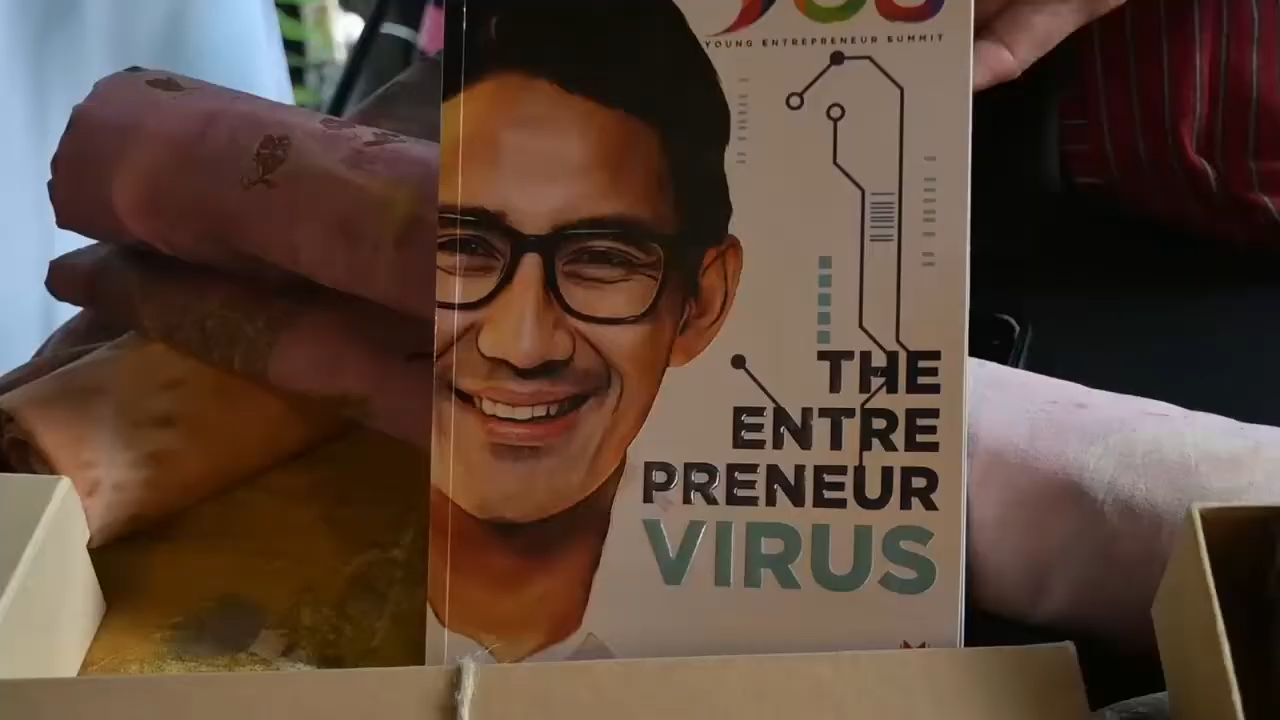 YOUNG ENTREPRENEUR SUMMIT
THE
ENTRE
PRENEUR
VIRUS